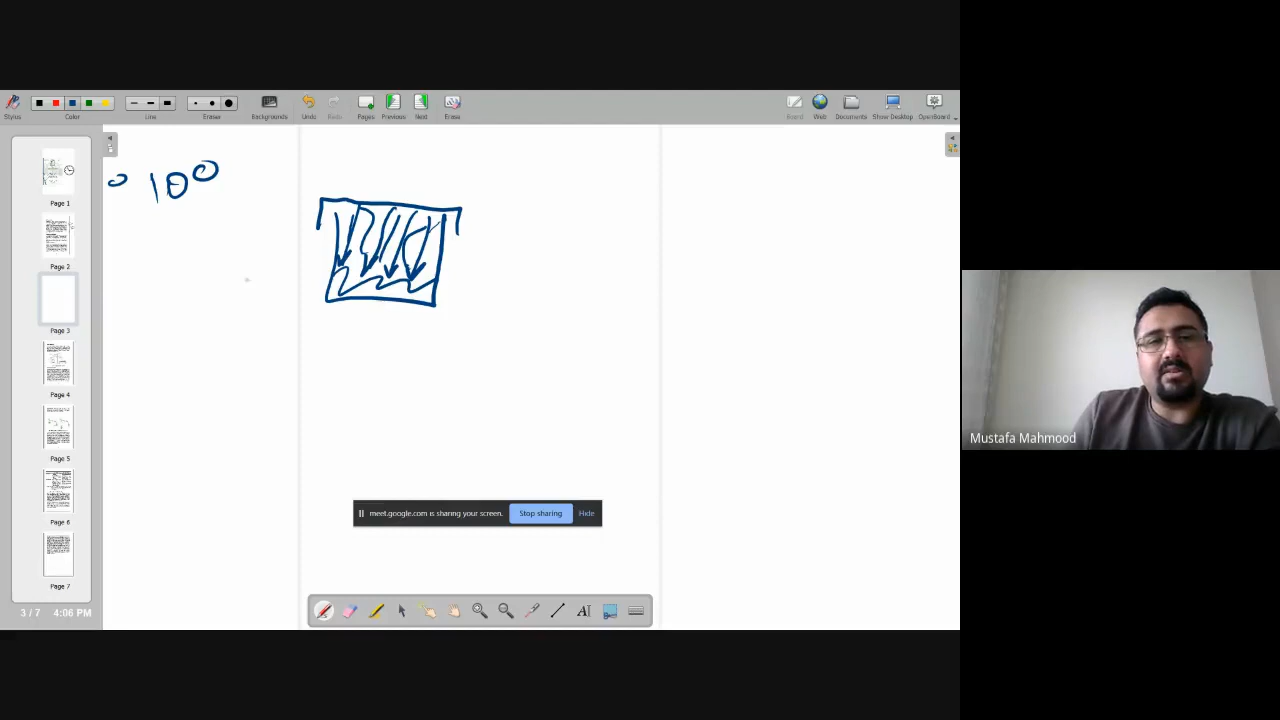 Stylus
Color
Line
Eraser
Backgrounds
Undo
Redo
Pages
Previous
Next
Erase
Board
Web
Documents
Show Desktop
OpenBoard
° 10°
Page 1
Page 2
Page 3
Page 4
Page 5
Page 6
Page 7
meet.google.com is sharing your screen.
Stop sharing
Hide
3 / 7 4:06 PM
Mustafa Mahmood